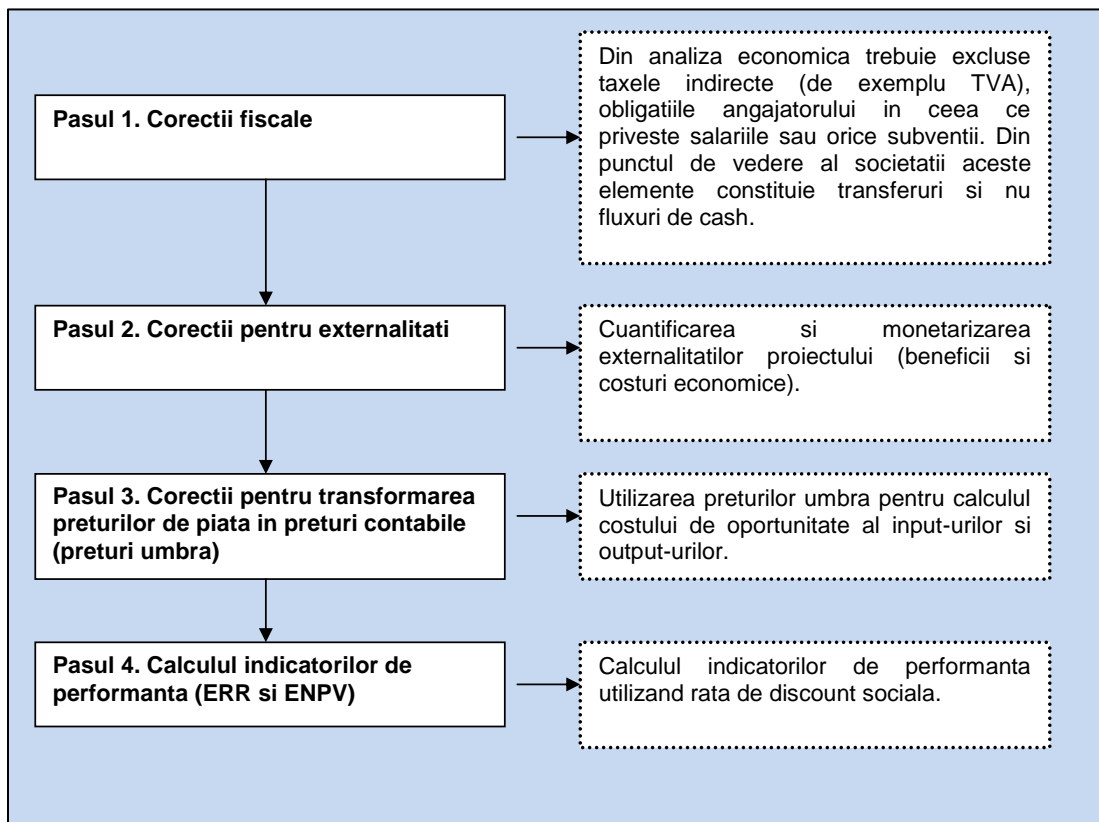 Pasul 1. Corectii fiscale
Din analiza economica trebuie excluse
taxele indirecte (de exemplu TVA),
obligatiile angajatorului in ceea ce
priveste salariile sau orice subventii. Din
punctul de vedere al societatii aceste
elemente constituie transferuri si nu
fluxuri de cash.
Pasul 2. Corectii pentru externalitati
Cuantificarea si monetarizarea
externalitatilor proiectului (beneficii si
costuri economice).
Pasul 3. Corectii pentru transformarea
preturilor de piata in preturi contabile
(preturi umbra)
Utilizarea preturilor umbra pentru calculul
costului de oportunitate al input-urilor si
output-urilor.
Pasul 4. Calculul indicatorilor de
performanta (ERR si ENPV)
Calculul indicatorilor de performanta
utilizand rata de discount sociala.